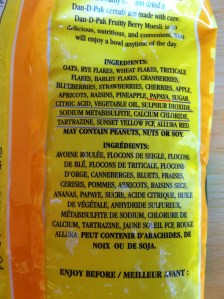 Dan-D-Pak cereals are made with care.
Dan-D-Pak Fruity Berry Muesli is
delicious, nutritious, and convenient.
will enjoy a bowl anytime of the day.
INGREDIENTS:
OATS, RYE FLAKES, WHEAT FLAKES, TRITICALE
FLAKES, BARLEY FLAKES, CRANBERRIES,
BLUEBERRIES, STRAWBERRIES, CHERRIES, APPLE,
APRICOTS, RAISINS, PINEAPPLE, PAPAYA, SUGAR,
CITRIC ACID, VEGETABLE OIL, SULPHUR DIOXIDE,
SODIUM METABISULFITE, CALCIUM CHLORIDE,
TARTRAZINE, SUNSET YELLOW FCF, ALLURA RED.
MAY CONTAIN PEANUTS, NUTS OR SOY.
INGRÉDIENTS:
AVOINE ROULÉE, FLOCONS DE SEIGLE, FLOCONS
DE BLÉ, FLOCONS DE TRITICALE, FLOCONS
D'ORGE, CANNEBERGES, BLUETS, FRAISES,
CERISES, POMMES, ABRICOTS, RAISINS SECS,
ANANAS, PAPAYE, SUCRE, ACIDE CITRIQUE, HUILE
DE VÉGÉTALE, ANHYDRIDE SULFUREUX,
MÉTABISULFITE DE SODIUM, CHLORURE DE
CALCIUM, TARTRAZINE, JAUNE SOLEIL FCF, ROUGE
ALLURA PEUT CONTENIR D'ARACHIDES, DE
NOIX OU DE SOJA.
ENJOY BEFORE / MEILLEUR AVANT :